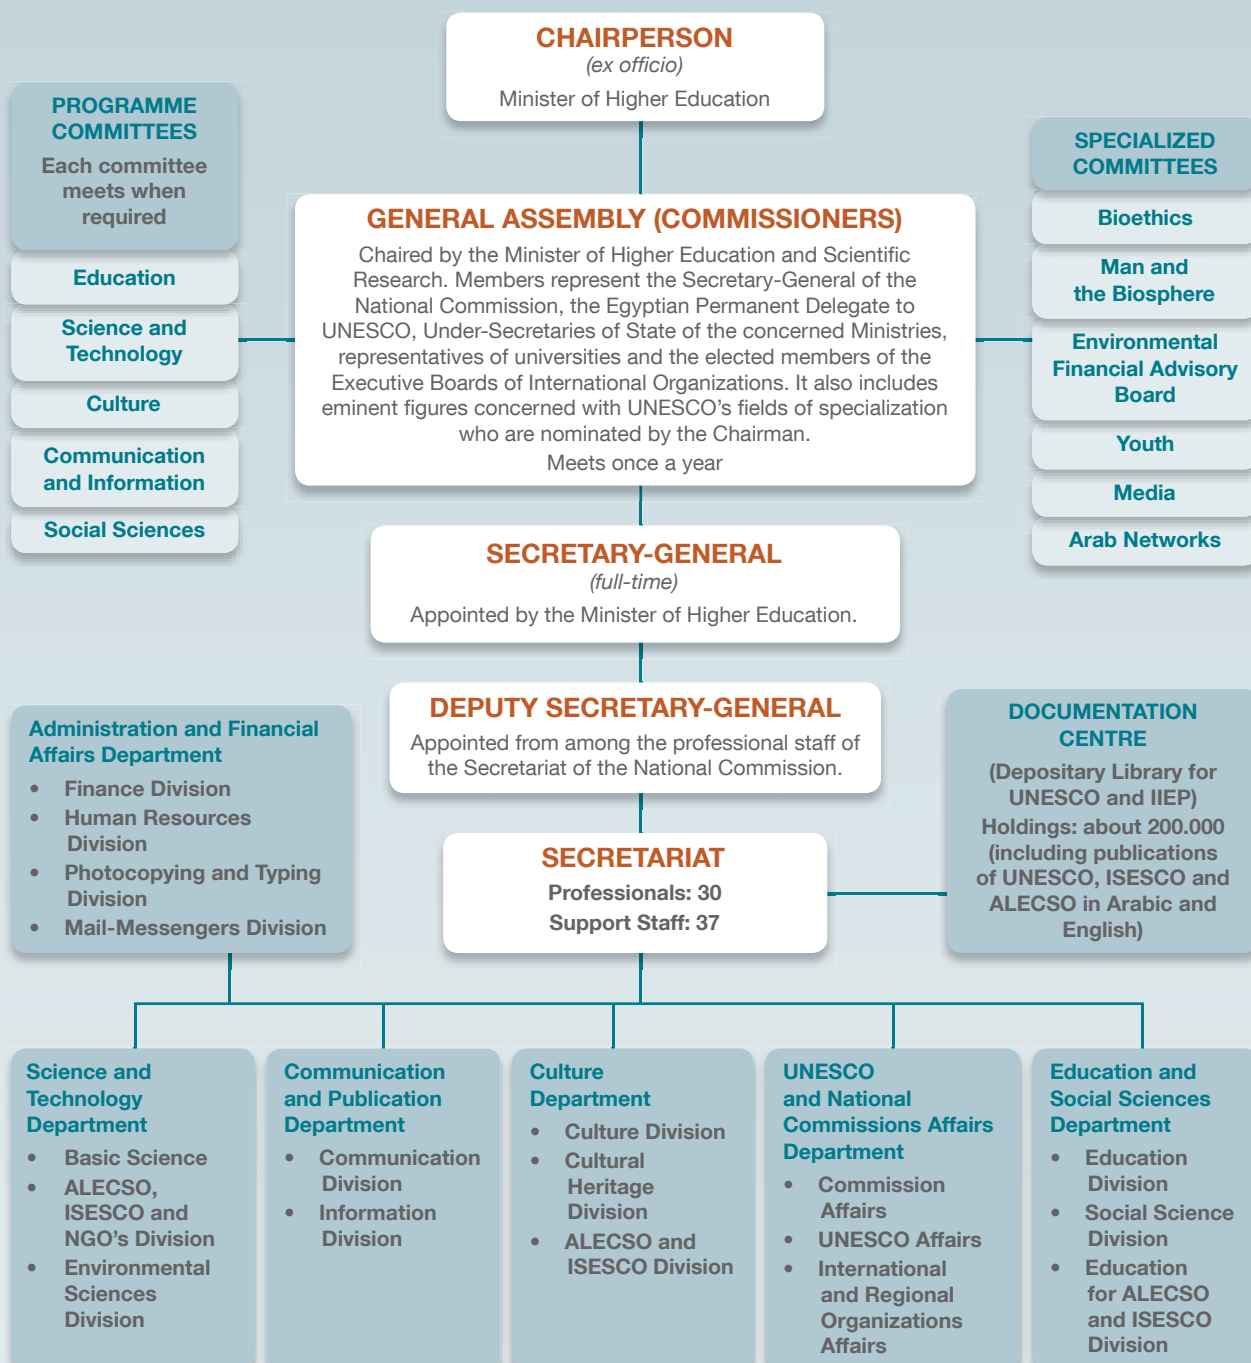 CHAIRPERSON
(ex officio)
Minister of Higher Education
PROGRAMME
COMMITTEES
Each committee
meets when
required
Education
Science and
Technology
Culture
Communication
and Information
Social Sciences
GENERAL ASSEMBLY (COMMISSIONERS)
Chaired by the Minister of Higher Education and Scientific
Research. Members represent the Secretary-General of the
National Commission, the Egyptian Permanent Delegate to
UNESCO, Under-Secretaries of State of the concerned Ministries,
representatives of universities and the elected members of the
Executive Boards of International Organizations. It also includes
eminent figures concerned with UNESCO’s fields of specialization
who are nominated by the Chairman.
Meets once a year
SPECIALIZED
COMMITTEES
Bioethics
Man and
the Biosphere
Environmental
Financial Advisory
Board
Youth
Media
Arab Networks
SECRETARY-GENERAL
(full-time)
Appointed by the Minister of Higher Education.
DEPUTY SECRETARY-GENERAL
Appointed from among the professional staff of
the Secretariat of the National Commission.
Administration and Financial
Affairs Department
• Finance Division
• Human Resources
Division
• Photocopying and Typing
Division
• Mail-Messengers Division
SECRETARIAT
Professionals: 30
Support Staff: 37
DOCUMENTATION
CENTRE
(Depositary Library for
UNESCO and IIEP)
Holdings: about 200.000
(including publications
of UNESCO, ISESCO and
ALECSO in Arabic and
English)
Science and
Technology
Department
• Basic Science
• ALECSO,
ISESCO and
NGO’s Division
• Environmental
Sciences
Division
Communication
and Publication
Department
• Communication
Division
• Information
Division
Culture
Department
• Culture Division
• Cultural
Heritage
Division
• ALECSO and
ISESCO Division
UNESCO
and National
Commissions Affairs
Department
• Commission
Affairs
• UNESCO Affairs
• International
and Regional
Organizations
Affairs
Education and
Social Sciences
Department
• Education
Division
• Social Science
Division
• Education
for ALECSO
and ISESCO
Division